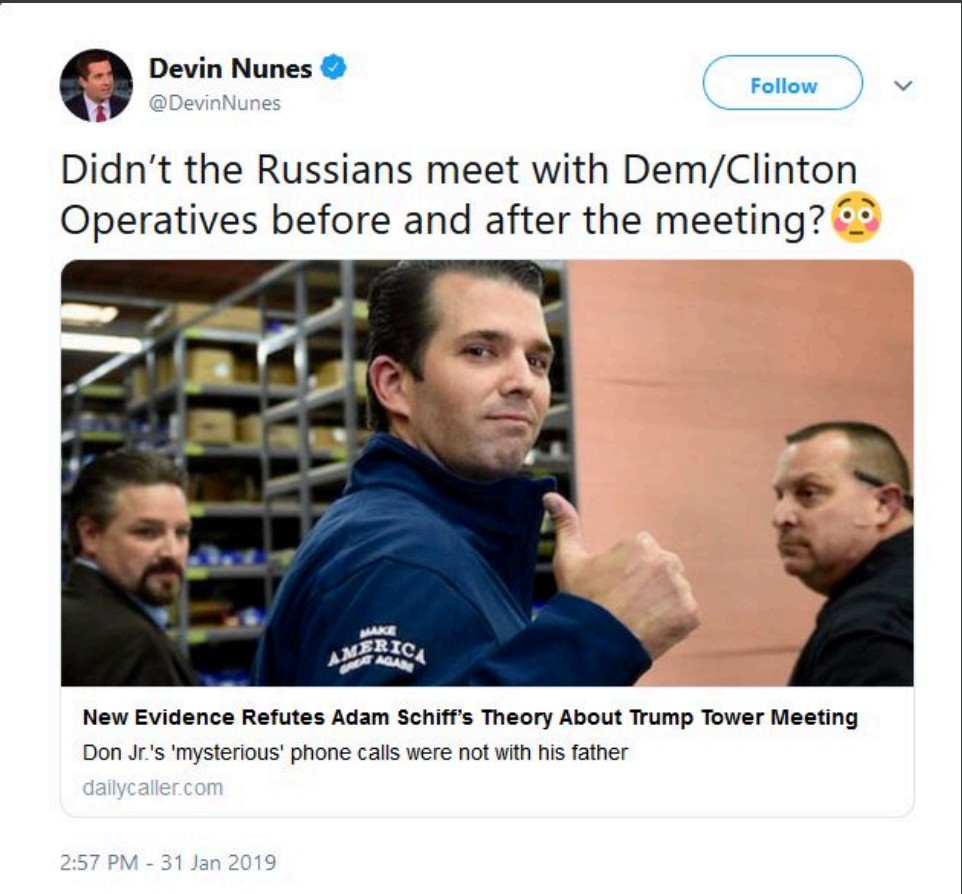 Devin Nunes
@DevinNunes
Follow
Didn’t the Russians meet with Dem/Clinton
Operatives before and after the meeting?😳
MAKE
AMERICA
GREAT AGAIN
New Evidence Refutes Adam Schiff’s Theory About Trump Tower Meeting
Don Jr.'s 'mysterious' phone calls were not with his father
dailycaller.com
2:57 PM - 31 Jan 2019